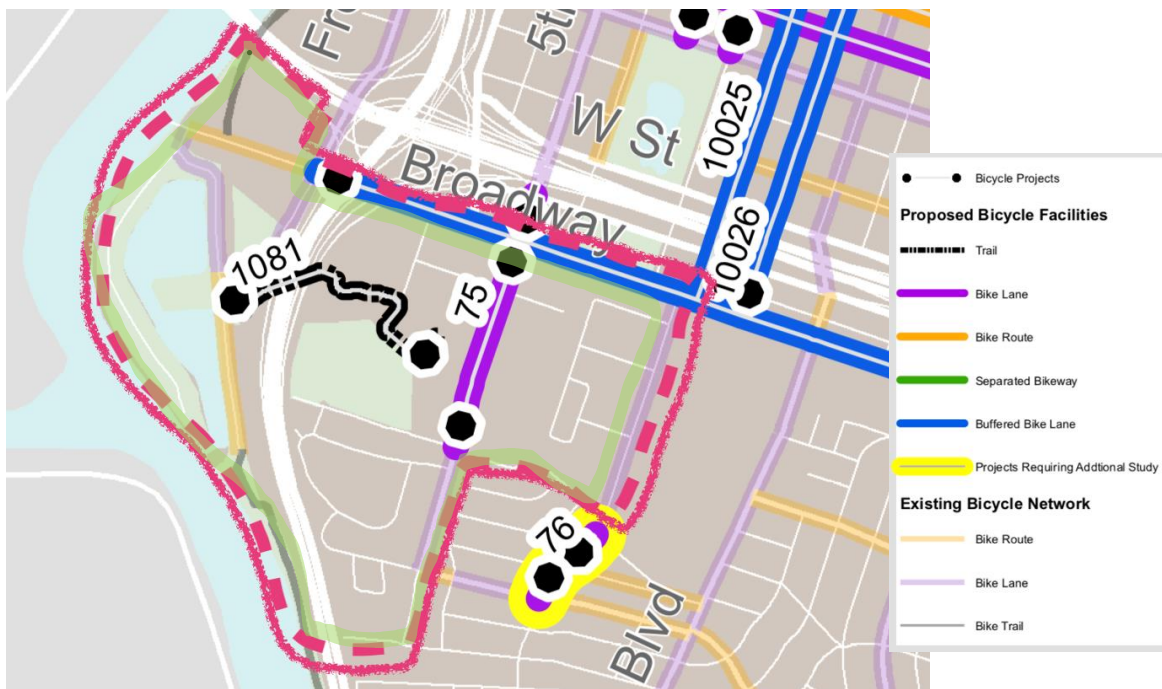 Fro
5th
W St
10025
Broadway
10026
1081
75
76
Blvd
Bicycle Projects
Proposed Bicycle Facilities
Trail
Bike Lane
Bike Route
Separated Bikeway
Buffered Bike Lane
Projects Requiring Addtional Study
Existing Bicycle Network
Bike Route
Bike Lane
Bike Trail